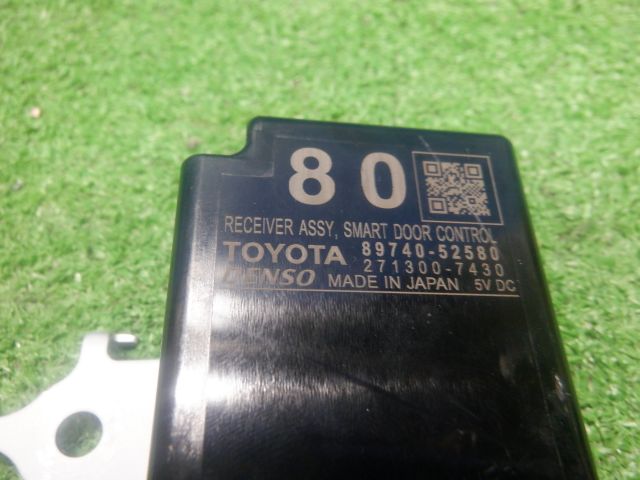 80
RECEIVER ASSY, SMART DOOR CONTROL
TOYOTA 89740-52580
DENSO 271300-7430
MADE IN JAPAN 5V DC